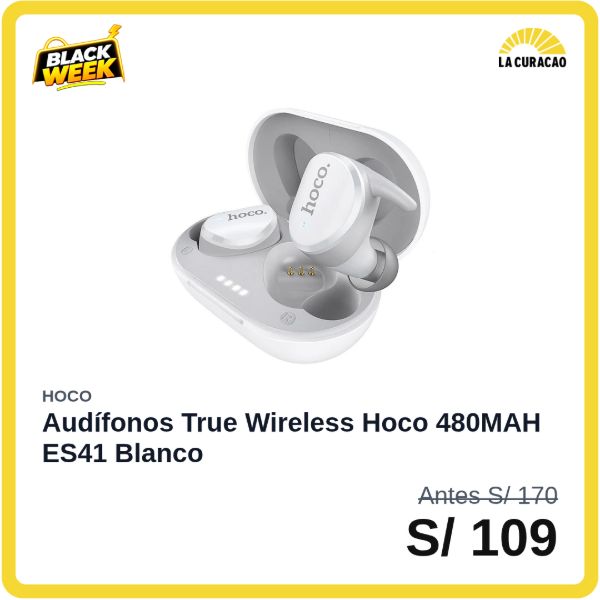 BLACK
WEEK
LA CURACAO
hoco.
hoco.
HOCO
Audífonos True Wireless Hoco 480MAH
ES41 Blanco
Antes S/ 170
S/ 109